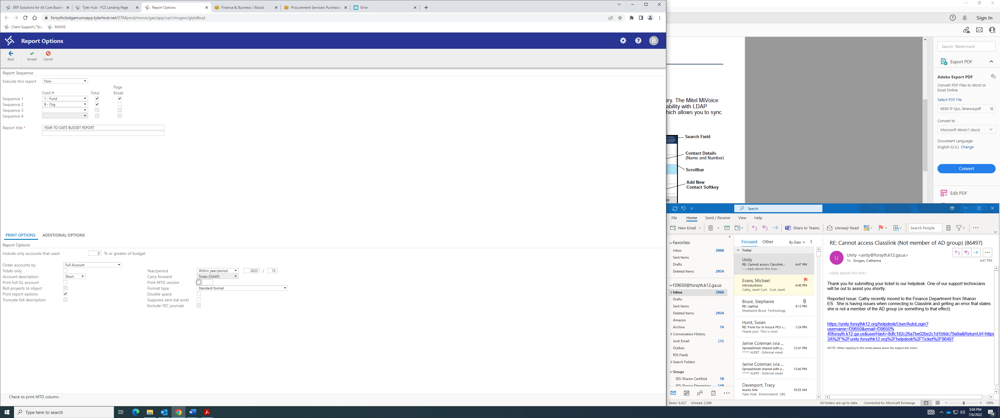 ERP Solutions for All Core Busine
Tyler Hub - FCS Landing Page
Report Options
Finance & Business / About
Procurement Services: Purchasing
Error
forsythctsdgamunisapp.tylerhost.net/0784prod/munis/gas/app/ua/r/mugwc/glytdbud
Client Support | Tyl...
MUNIS
Report Options
B
Back
Accept
Cancel
Report Sequence
Execute this report Now
Page
Field # Total Break
Sequence 1 1 - Fund
Sequence 2 9 - Org
Sequence 3
Sequence 4
Report title * YEAR-TO-DATE BUDGET REPORT
PRINT OPTIONS ADDITIONAL OPTIONS
Report Options
Include only accounts that used 0 % or greater of budget
Order accounts by Full Account
Totals only
Account description Short
Print full GL account
Roll projects to object
Print report options
Truncate full description
Year/period Within year/period 2023 / 13
Carry forward Totals (GAAP)
Print MTD version
Format type Standard format
Double space
Suppress zero bal accts
Exclude YEC journals
Check to print MTD column.
Sign In
ory. The Mitel MiVoice
ability with LDAP
hich allows you to sync
Search Field
Contact Details
(Name and Number)
Scrollbar
Add New
Contact Softkey
se
Search 'Watermark'
Export PDF
Adobe Export PDF
Convert PDF Files to Word or
Excel Online
Select PDF File
6930 IP Qui...ference.pdf
Convert to
Microsoft Word (*.docx)
Document Language:
English (U.S.) Change
Convert
Edit PDF
Search
File Home Send / Receive View Help
New Email
Share to Teams
Unread/ Read
Search People
Favorites
Inbox 2068
Sent Items
Drafts
Deleted Items 2934
f39650@forsyth.k12.ga.us
Inbox 2068
Drafts
Sent Items
Deleted Items 2934
Amazon
Archive 14
Conversation History
Junk Email [24]
Outbox
RSS Feeds
Search Folders
Groups
SES-Sharon Certified 18
SES-Sharon Elementary 148
Focused Other By Date
Today
Unity
RE: Cannot access Classlink... 4:47 PM
----reply above this line--
Evans, Michael
Introductions 4:40 PM
Cathy, meet Curt. Curt, meet
Bruce, Stephanie
RE: Laptop 4:13 PM
Stephanie Bruce Technology
Hurst, Susan
RE: Form for in house POs i... 1:24 PM
Thank you! This is nice!
Jamie Coleman (via ...
Spreadsheet shared with y... 12:41 PM
***** ALERT - External email
Jamie Coleman (via ...
Spreadsheet shared with y... 12:40 PM
***** ALERT - External email
Davenport, Tracy
munis link 10:55 AM
Tyler Hub: Environment URL
RE: Cannot access Classlink (Not member of AD group) {86497}
U
Unity <unity@forsyth.k12.ga.us>
To Grogan, Catherine
4:47 PM
--reply above this line--
Thank you for submitting your ticket to our helpdesk. One of our support technicians
will be out to assist you shortly.
Reported Issue: Cathy recently moved to the Finance Department from Sharon
ES. She is having issues when connecting to Classlink and getting an error that states
she is not a member of the AD group (or something to that effect).
https://unity.forsythk12.org/helpdesk/User/AutoLogin?
username=f39650&email=f39650%
40forsyth.k12.ga.us&userHash=8dfc182c26a7be02be2c1d1b9dc79a9a&ReturnUrl=https
3A%2F%2Funity.forsythk12.org%2Fhelpdesk%2FTicket%2F86497
NOTE: When replying to this email please leave the subject-line intact.
Items: 9,627 Unread: 2,068
All folders are up to date. Connected to: Microsoft Exchange
100%
Type here to search
5:04 PM
7/6/2022
18